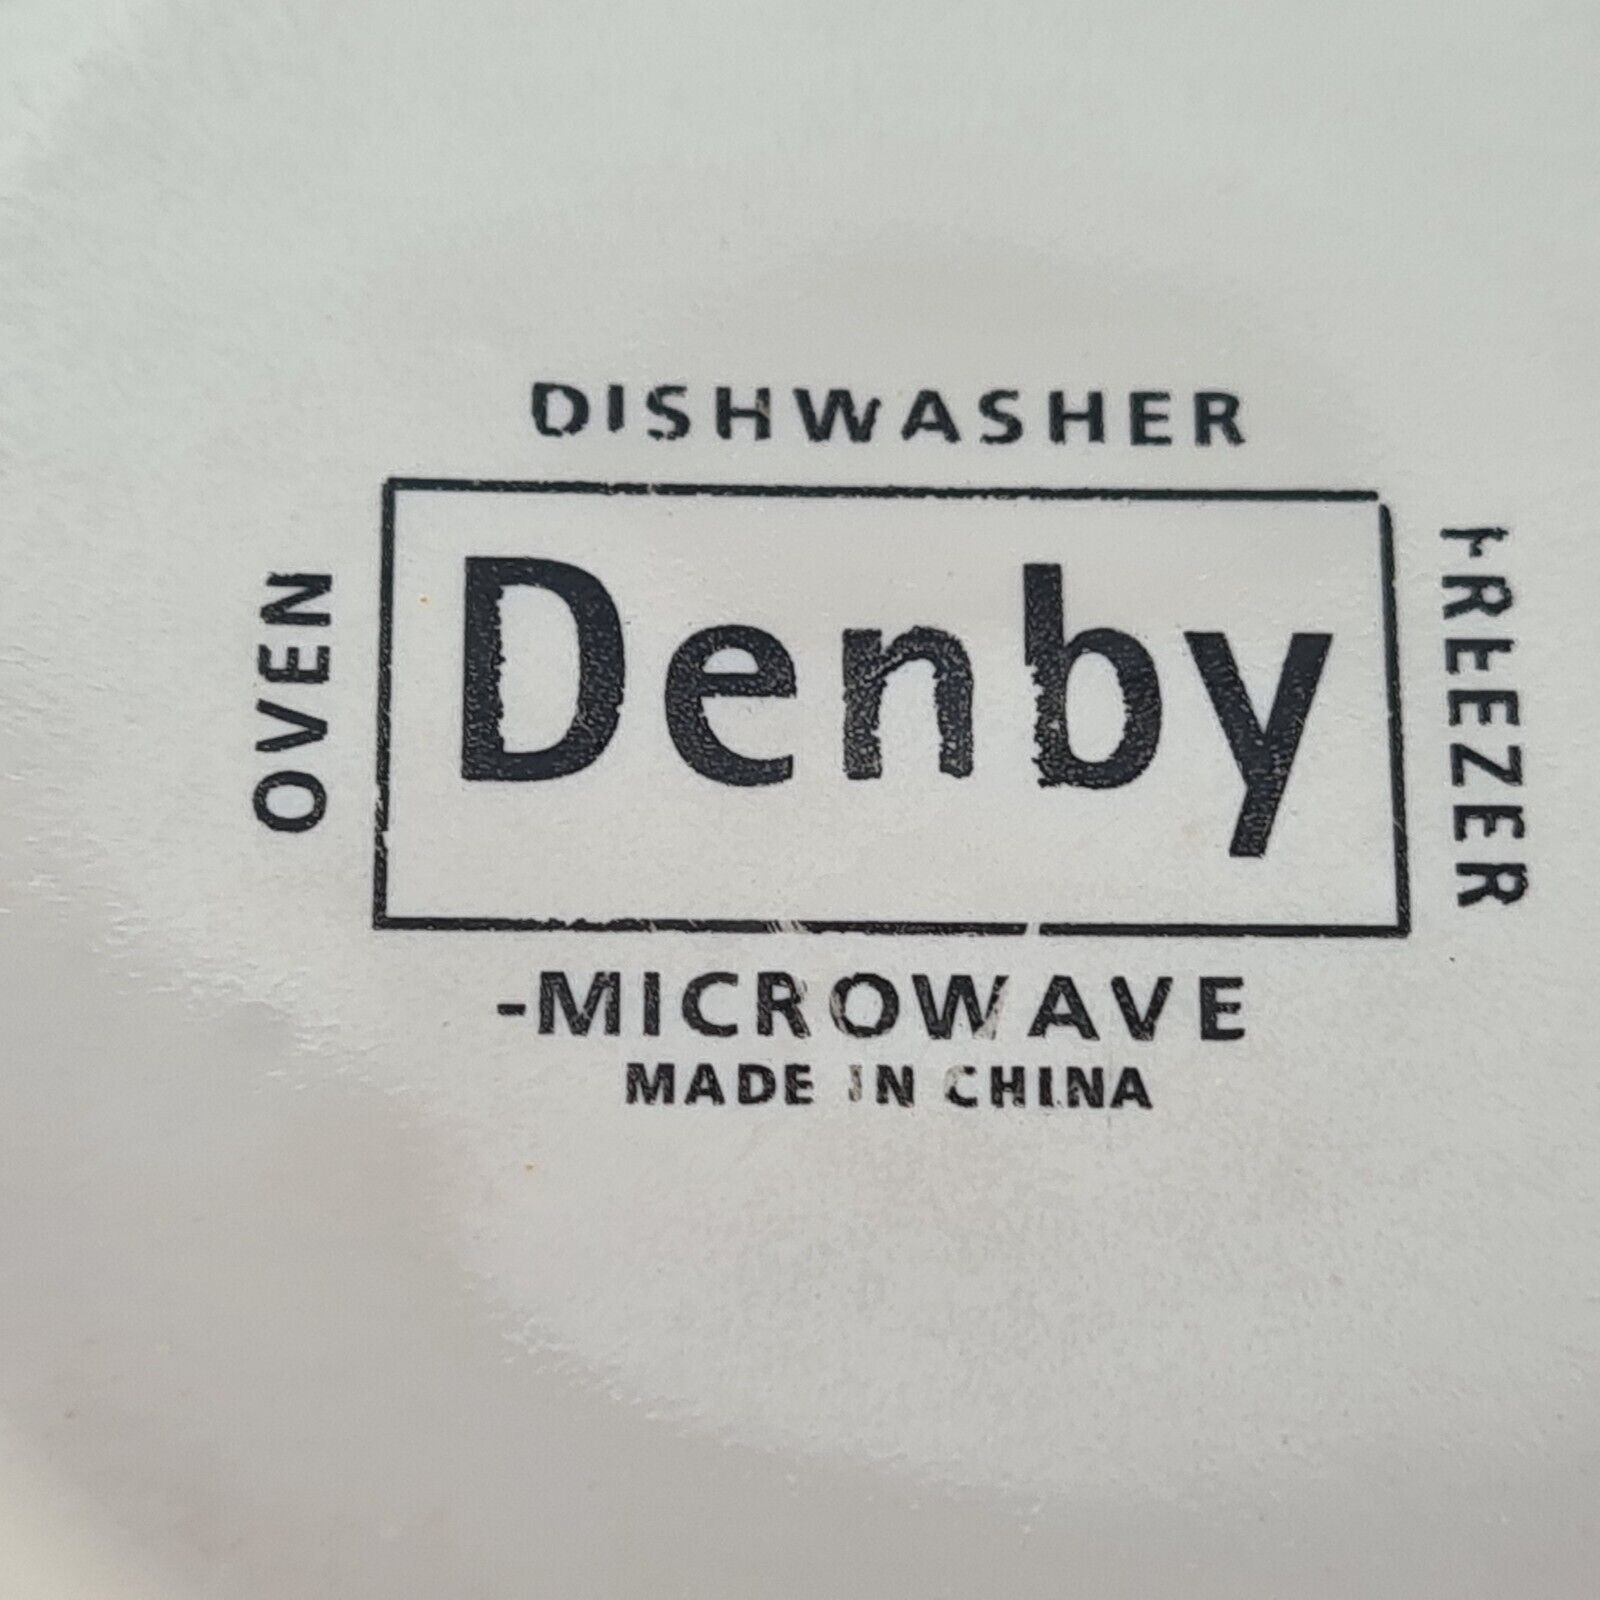 DISHWASHER
OVEN
Denby
FREEZER
-MICROWAVE
MADE IN CHINA